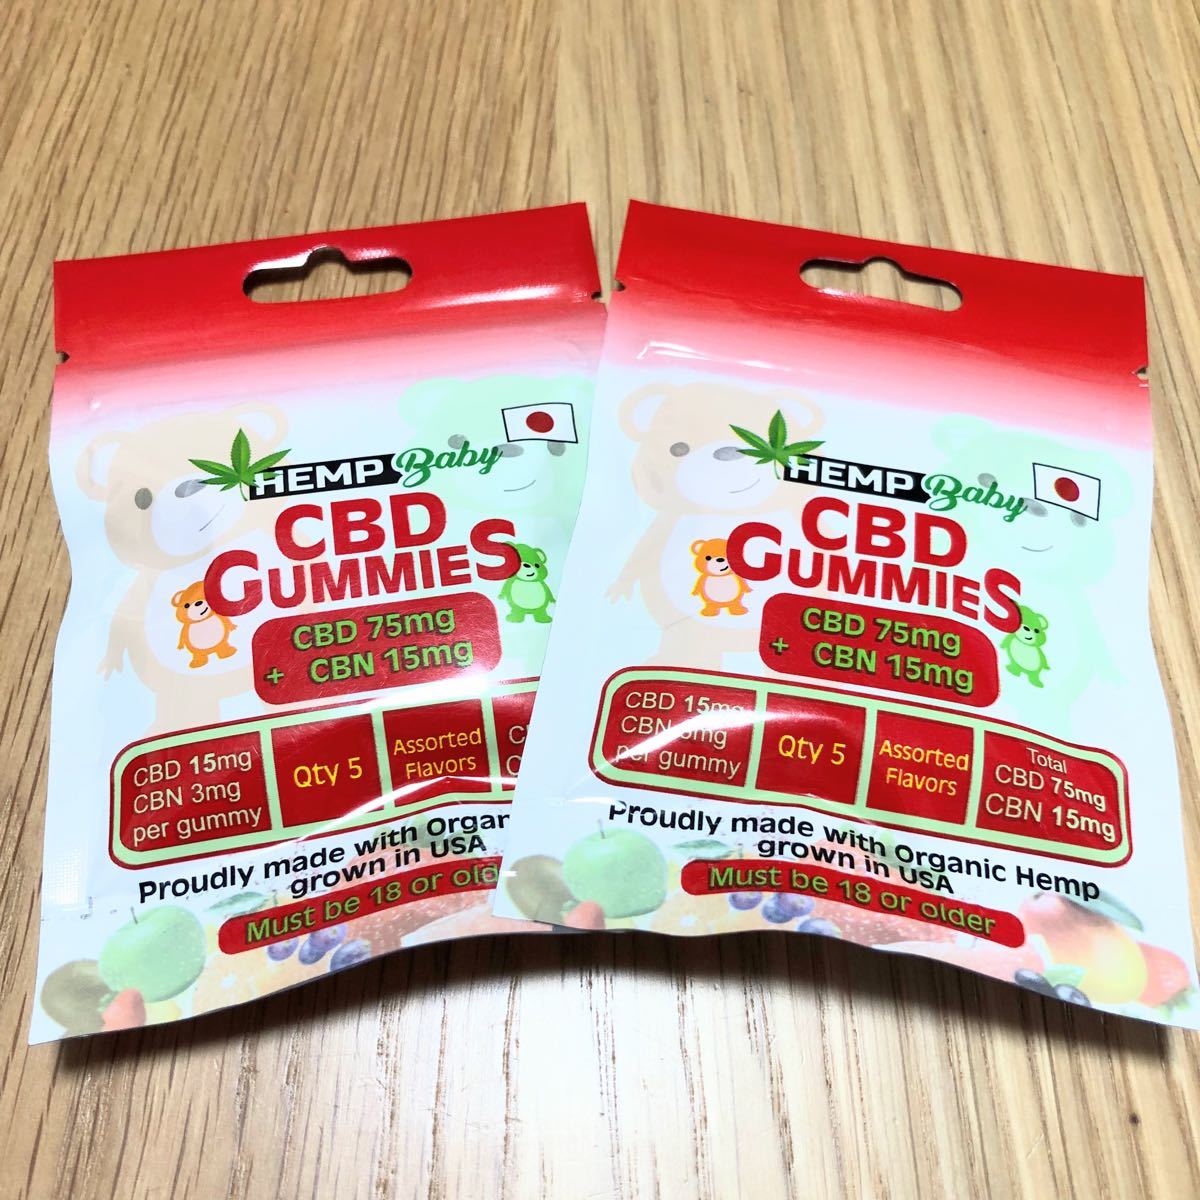 HEMP Baby
CBD
GUMMIES
CBD 75mg
+ CBN 15mg
CBD 15mg
CBN 3mg
per gummy
Qty 5
Assorted
Flavors
Proudly made with
grown in USA
Must be 18 or
HEMP Baby
CBD
GUMMIES
CBD 75mg
+ CBN 15mg
CBD 15mg
CBN 3mg
per gummy
Qty 5
Assorted
Flavors
Total
CBD 75mg
CBN 15mg
Proudly made with Organic Hemp
grown in USA
Must be 18 or older